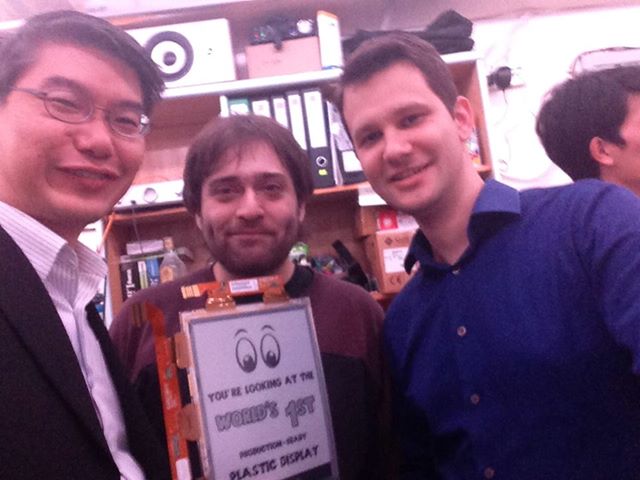 YOU'RE LOOKING AT THE
WORLD'S 1ST
PRODUCTION-READY
PLASTIC DISPLAY